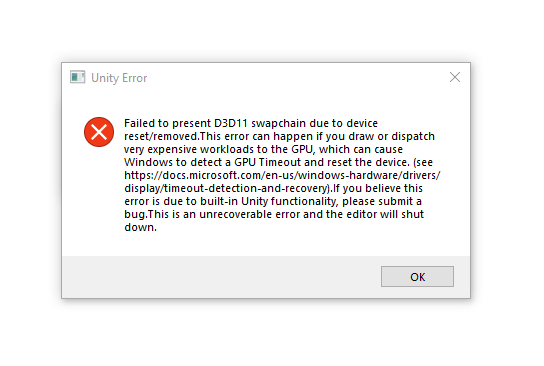 Unity Error
Failed to present D3D11 swapchain due to device
reset/removed.This error can happen if you draw or dispatch
very expensive workloads to the GPU, which can cause
Windows to detect a GPU Timeout and reset the device. (see
https://docs.microsoft.com/en-us/windows-hardware/drivers/
display/timeout-detection-and-recovery).If you believe this
error is due to built-in Unity functionality, please submit a
bug.This is an unrecoverable error and the editor will shut
down.
OK